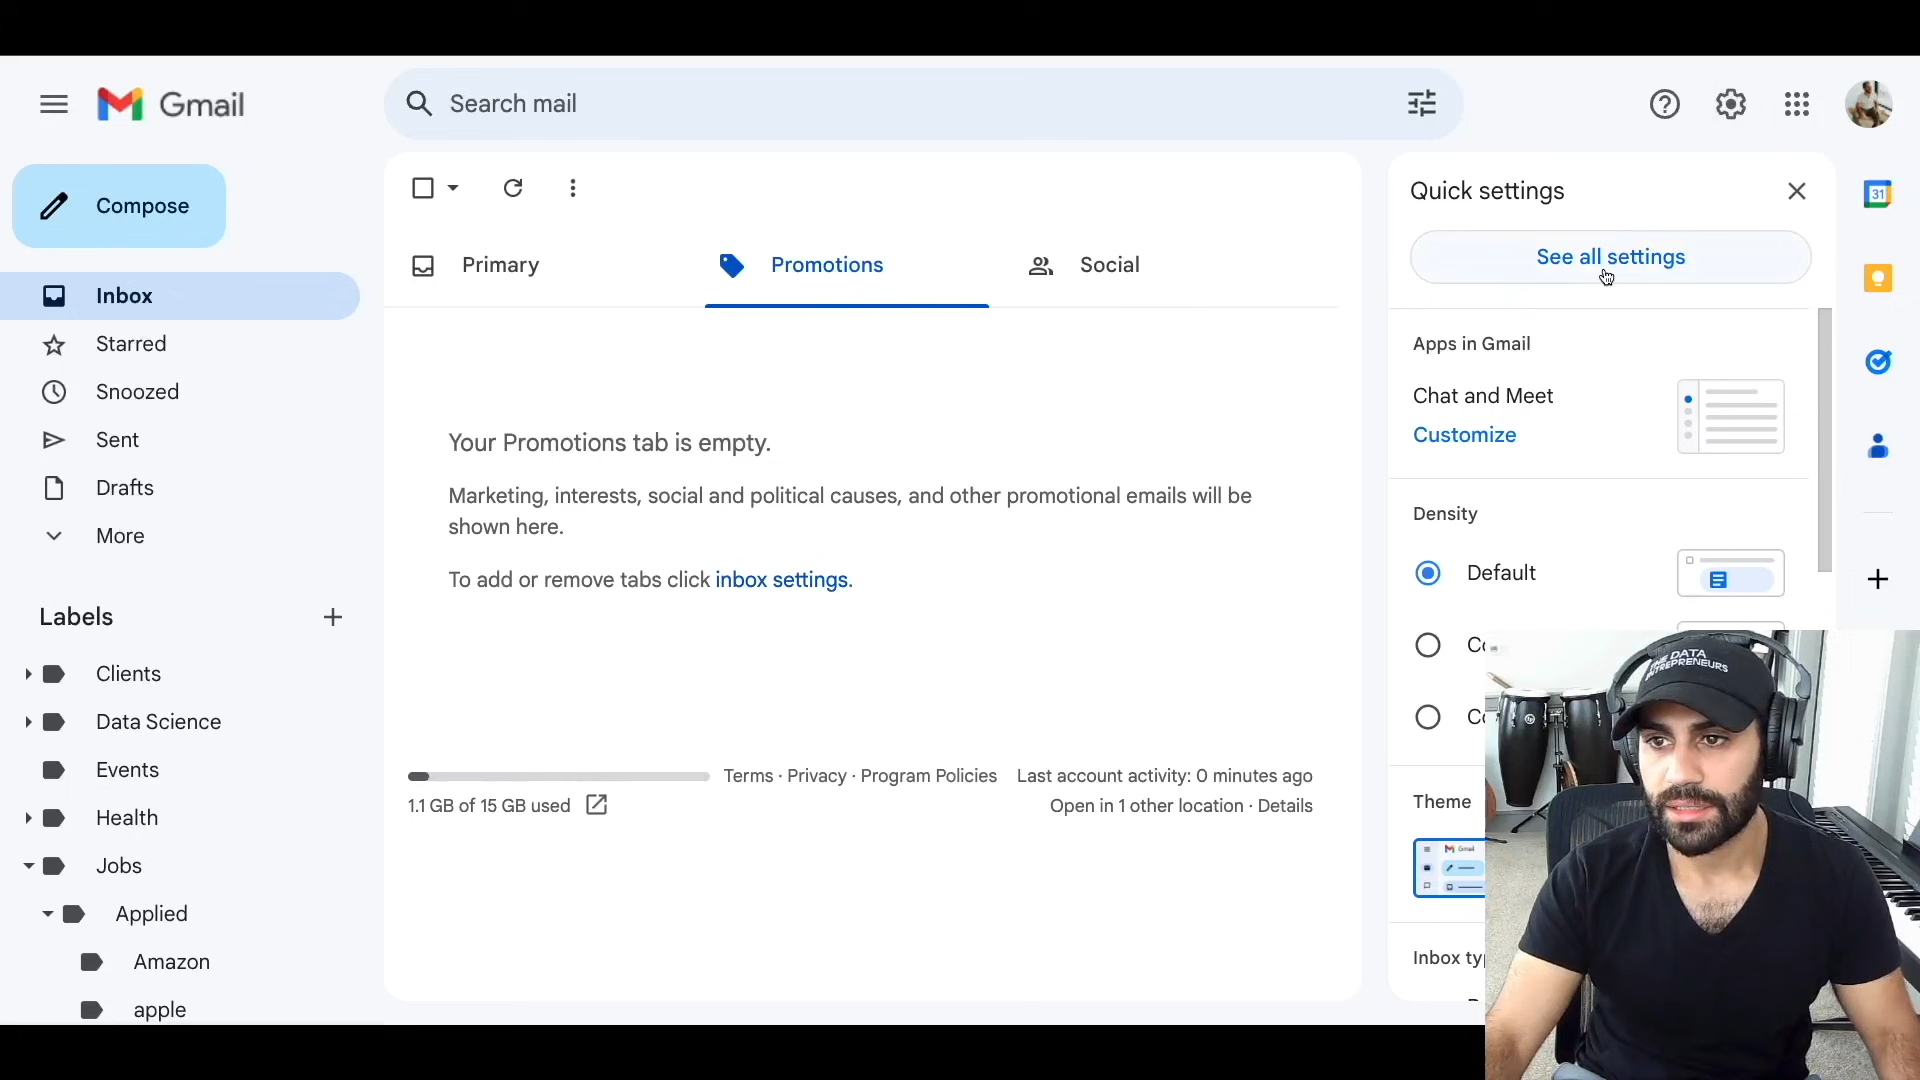 Gmail
Search mail
Compose
Inbox
Starred
Snoozed
Sent
Drafts
More
Labels
Clients
Data Science
Events
Health
Jobs
Applied
Amazon
apple
Primary
Promotions
Social
Your Promotions tab is empty.
Marketing, interests, social and political causes, and other promotional emails will be
shown here.
To add or remove tabs click inbox settings.
Terms · Privacy · Program Policies
Last account activity: 0 minutes ago
1.1 GB of 15 GB used
Open in 1 other location · Details
Quick settings
See all settings
Apps in Gmail
Chat and Meet
Customize
Density
Default
Theme
Gmail
Inbox
31
DATA